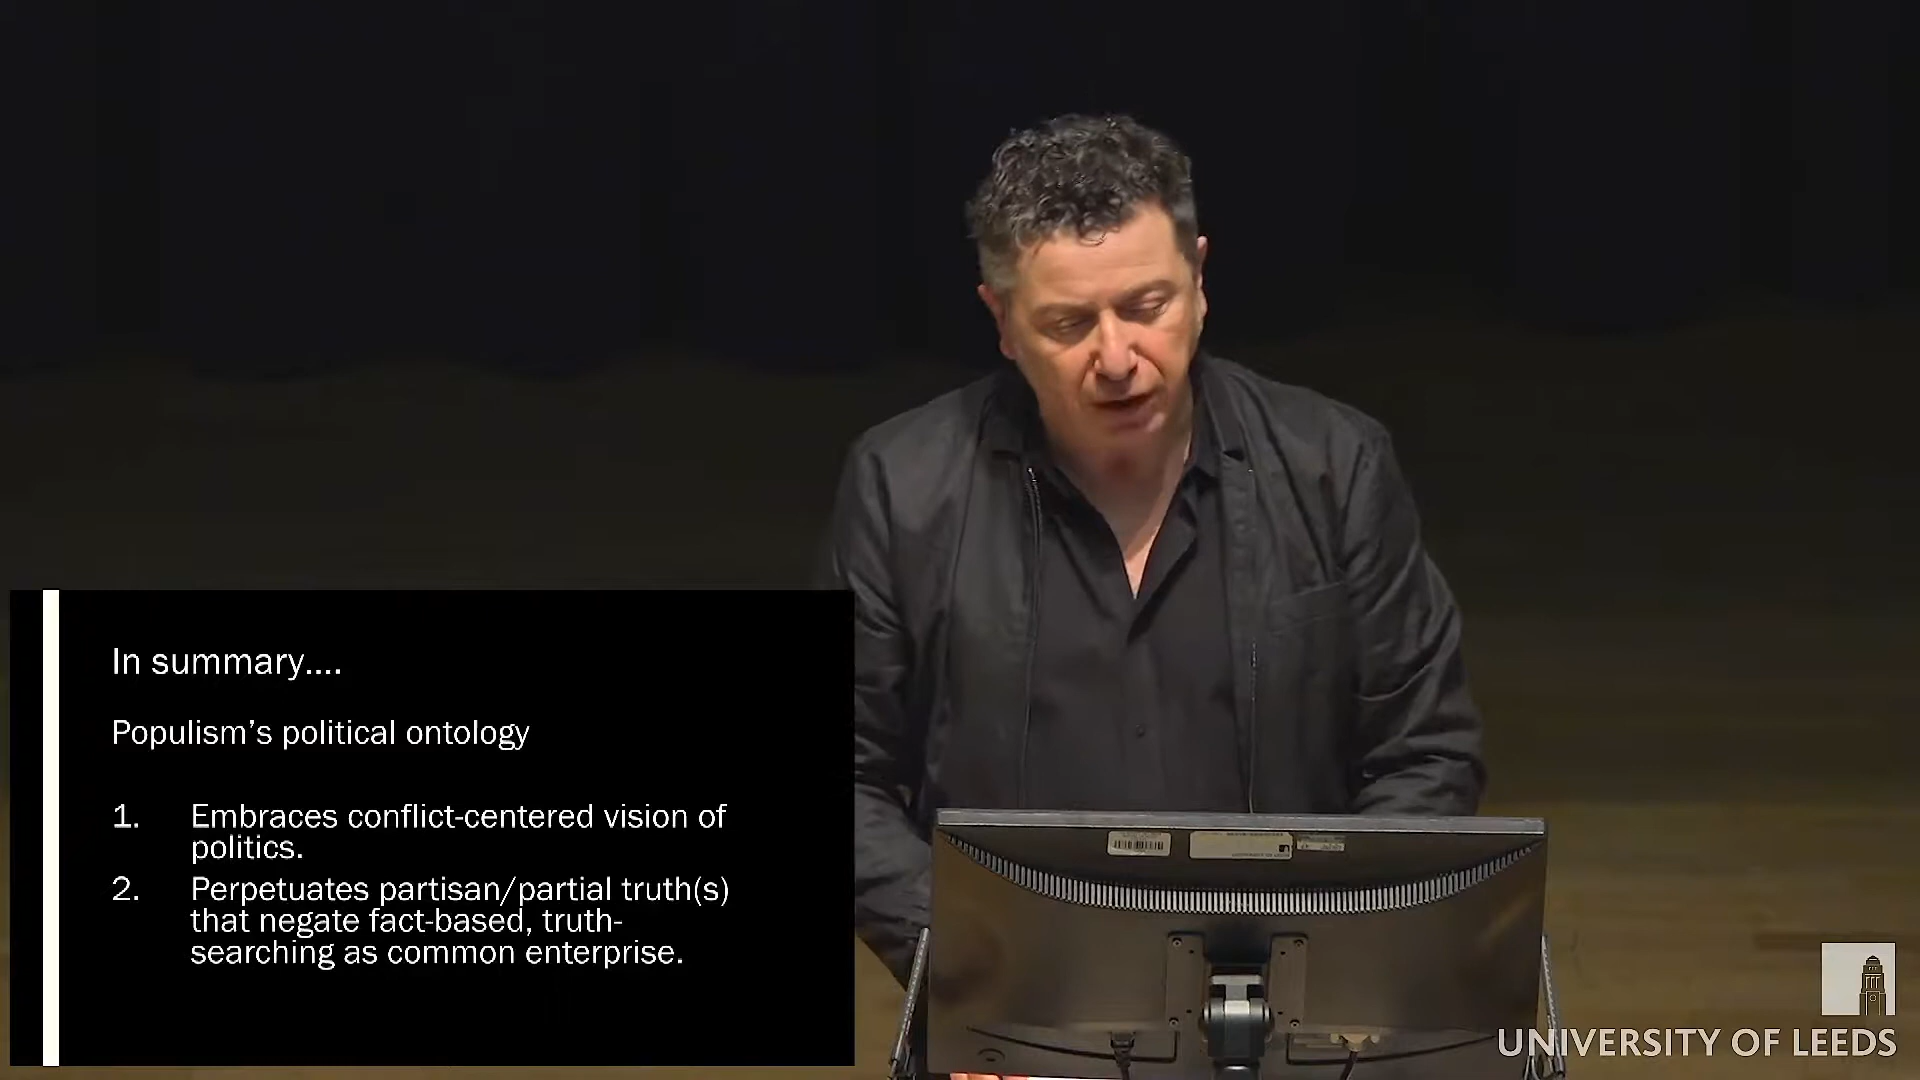 In summary....
Populism’s political ontology
1. Embraces conflict-centered vision of
politics.
2. Perpetuates partisan/partial truth(s)
that negate fact-based, truth-
searching as common enterprise.
UNIVERSITY OF LEEDS